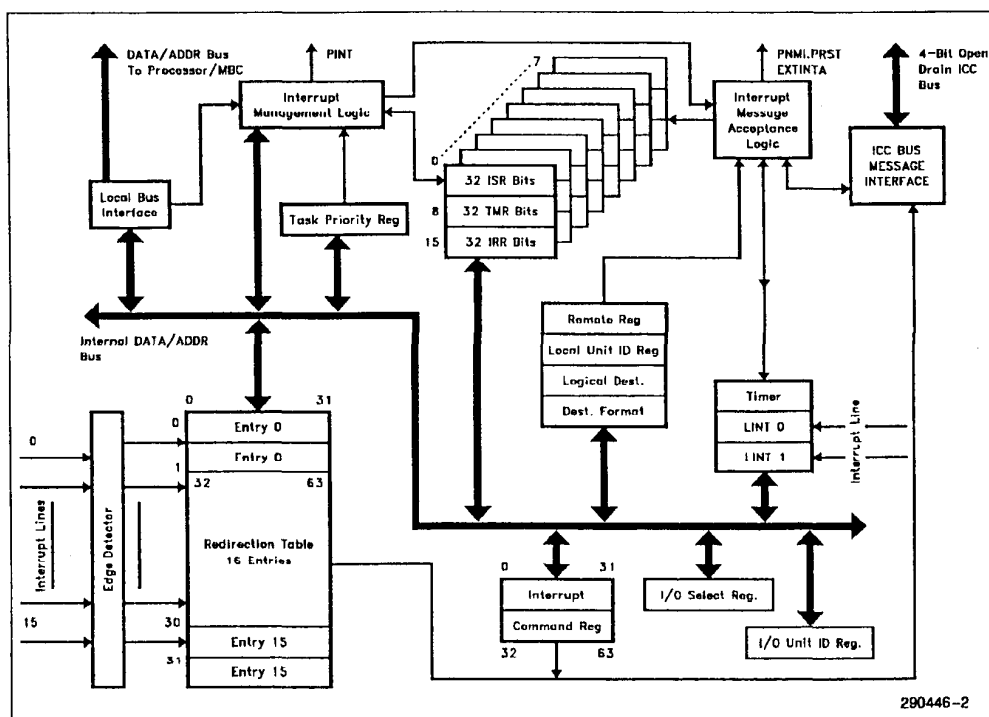 DATA/ADDR Bus
To Processor/MBC
PINT
PNMI.PRST
EXTINTA
4-Bit Open
Drain ICC
Bus
7
Interrupt
Management Logic
Interrupt
Message
Acceptance
Logic
ICC BUS
MESSAGE
INTERFACE
0
Local Bus
Interface
Task Priority Reg
32 ISR Bits
8
32 TMR Bits
15
32 IRR Bits
Internal DATA/ADDR
Bus
Remote Reg
Local Unit ID Reg
Logical Dest.
Dest. Format
Timer
LINT 0
LINT 1
Interrupt Line
0
31
0
Entry 0
0
1
Entry 0
32
63
Interrupt Lines
Edge Detector
Redirection Table
16 Entries
15
30
Entry 15
31
Entry 15
0
31
Interrupt
Command Reg
32
63
I/O Select Reg.
I/O Unit ID Reg.
290446-2